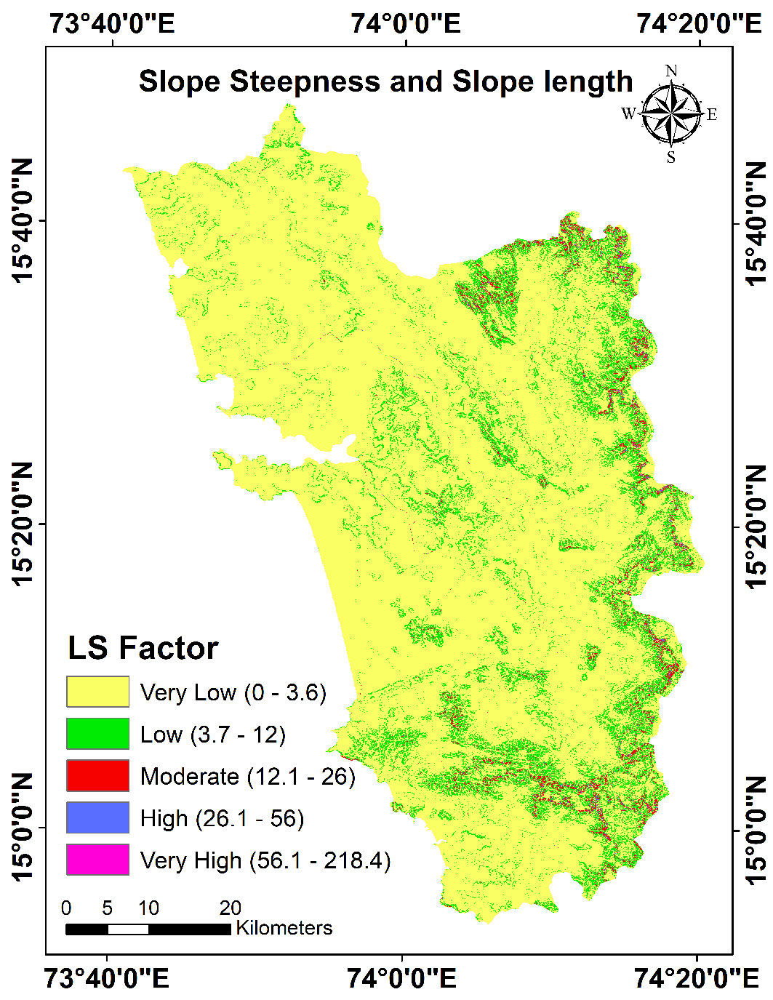 73°40'0"E 74°0'0"E 74°20'0"E
Slope Steepness and Slope length
N
W E
S
15°40'0"N 15°40'0"N
15°20'0"N 15°20'0"N
LS Factor
Very Low (0 - 3.6)
Low (3.7 - 12)
Moderate (12.1 - 26)
High (26.1 - 56)
Very High (56.1 - 218.4)
15°0'0"N 15°0'0"N
0 5 10 20
Kilometers
73°40'0"E 74°0'0"E 74°20'0"E